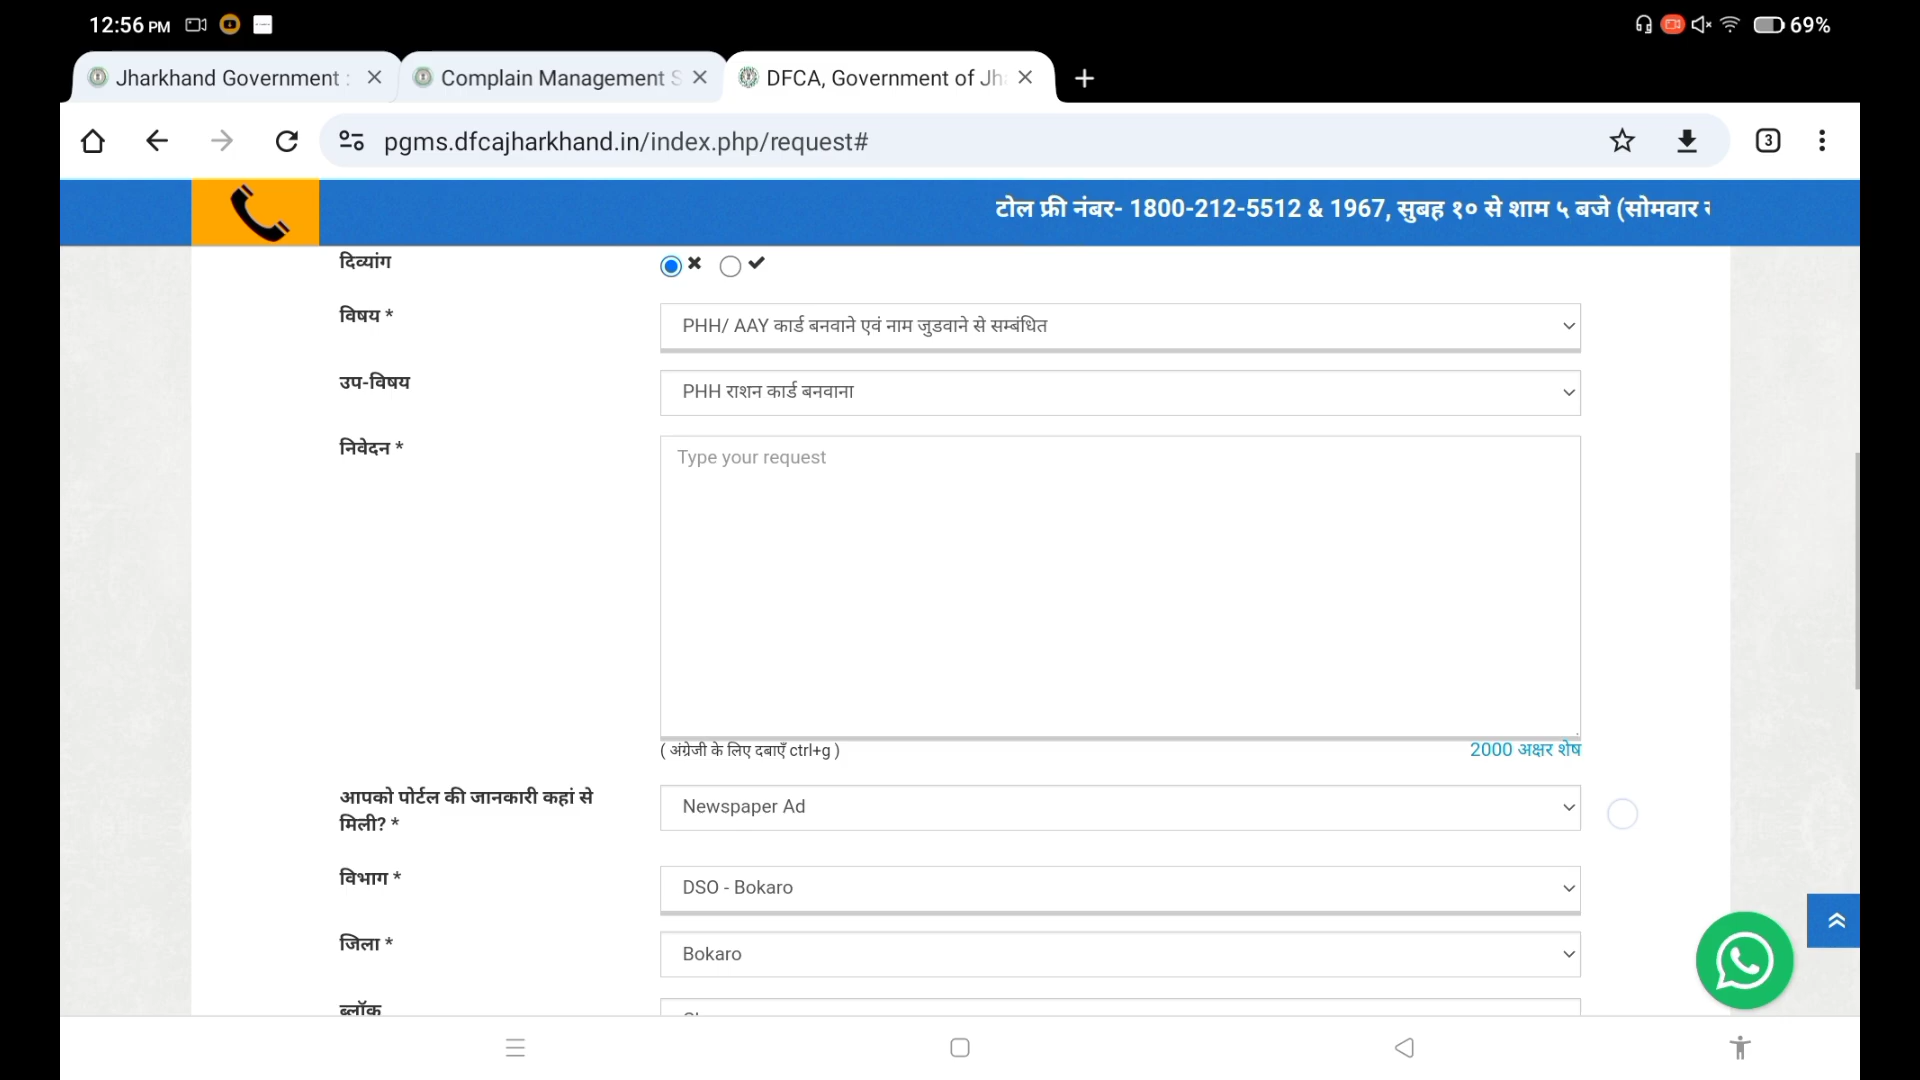 12:56 PM
69%
Jharkhand Government :
Complain Management S
DFCA, Government of Jh
pgms.dfcajharkhand.in/index.php/request#
3
टोल फ्री नंबर- 1800-212-5512 & 1967, सुबह १० से शाम ५ बजे (सोमवार
दिव्यांग
विषय *
PHH/ AAY कार्ड बनवाने एवं नाम जुडवाने से सम्बंधित
उप-विषय
PHH राशन कार्ड बनवाना
निवेदन *
Type your request
( अंग्रेजी के लिए दबाएँ ctrl+g )
2000 अक्षर शेष
आपको पोर्टल की जानकारी कहां से
मिली? *
Newspaper Ad
विभाग *
DSO - Bokaro
जिला *
Bokaro
ब्लॉक